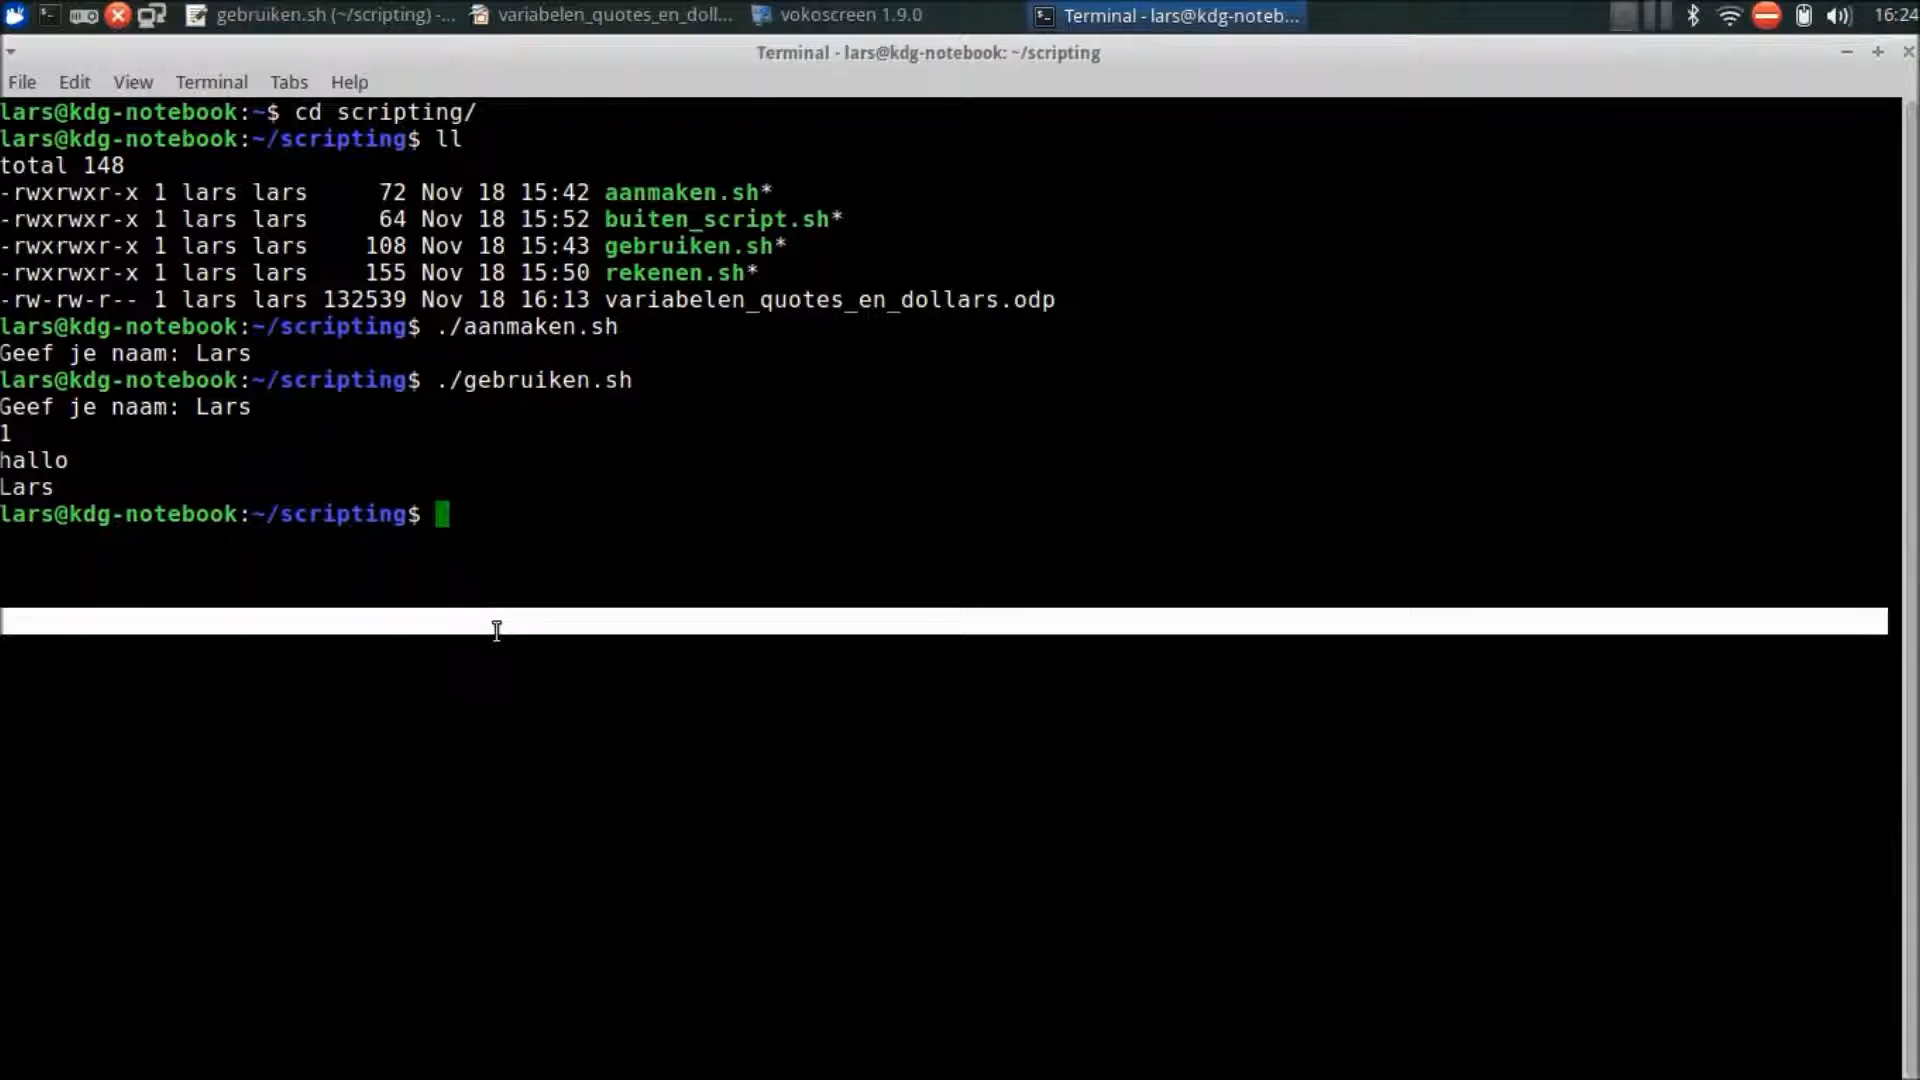 gebruiken.sh (~/scripting) -...
variabelen_quotes_en_doll...
vokoscreen 1.9.0
Terminal - lars@kdg-noteb...
16:24
Terminal - lars@kdg-notebook: ~/scripting
File Edit View Terminal Tabs Help
lars@kdg-notebook:~$ cd scripting/
lars@kdg-notebook:~/scripting$ ll
total 148
-rwxrwxr-x 1 lars lars     72 Nov 18 15:42 aanmaken.sh*
-rwxrwxr-x 1 lars lars     64 Nov 18 15:52 buiten_script.sh*
-rwxrwxr-x 1 lars lars    108 Nov 18 15:43 gebruiken.sh*
-rwxrwxr-x 1 lars lars    155 Nov 18 15:50 rekenen.sh*
-rw-rw-r-- 1 lars lars 132539 Nov 18 16:13 variabelen_quotes_en_dollars.odp
lars@kdg-notebook:~/scripting$ ./aanmaken.sh
Geef je naam: Lars
lars@kdg-notebook:~/scripting$ ./gebruiken.sh
Geef je naam: Lars
1
hallo
Lars
lars@kdg-notebook:~/scripting$